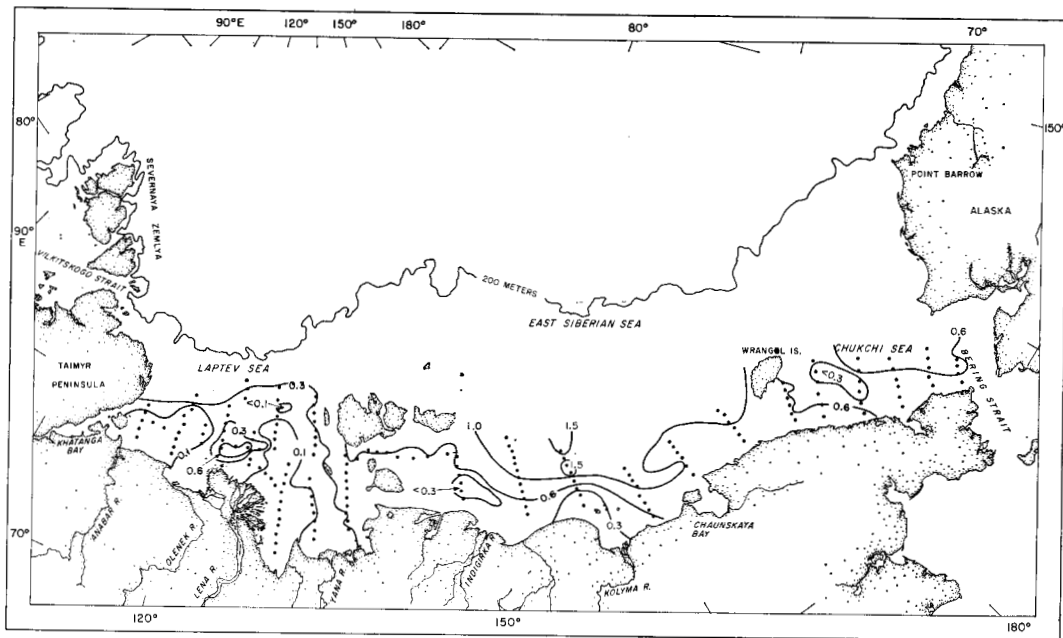 90°E 120° 150° 180° 80° 70°
80°
150°
SEVERNAYA ZEMLYA
POINT BARROW
ALASKA
90°
E
VILKITSKOGO STRAIT
200 METERS
EAST SIBERIAN SEA
0.6
BERING STRAIT
TAIMYR
PENINSULA
LAPTEV SEA
WRANGOL IS.
CHUKCHI SEA
<0.3
0.3
<0.1
0.6
KHATANGA
BAY
0.3
0.1
0.1
1.0
1.5
1.5
0.6
<0.3
0.6
0.3
CHAUNSKAYA
BAY
70°
ANABAR R.
OLENEK R.
LENA R.
YANA R.
INDIGIRKA R.
KOLYMA R.
120° 150° 180°